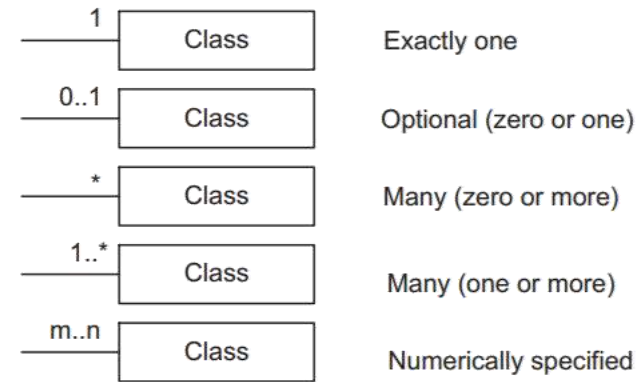 1
Class Exactly one
0..1
Class Optional (zero or one)
*
Class Many (zero or more)
1..*
Class Many (one or more)
m..n
Class Numerically specified